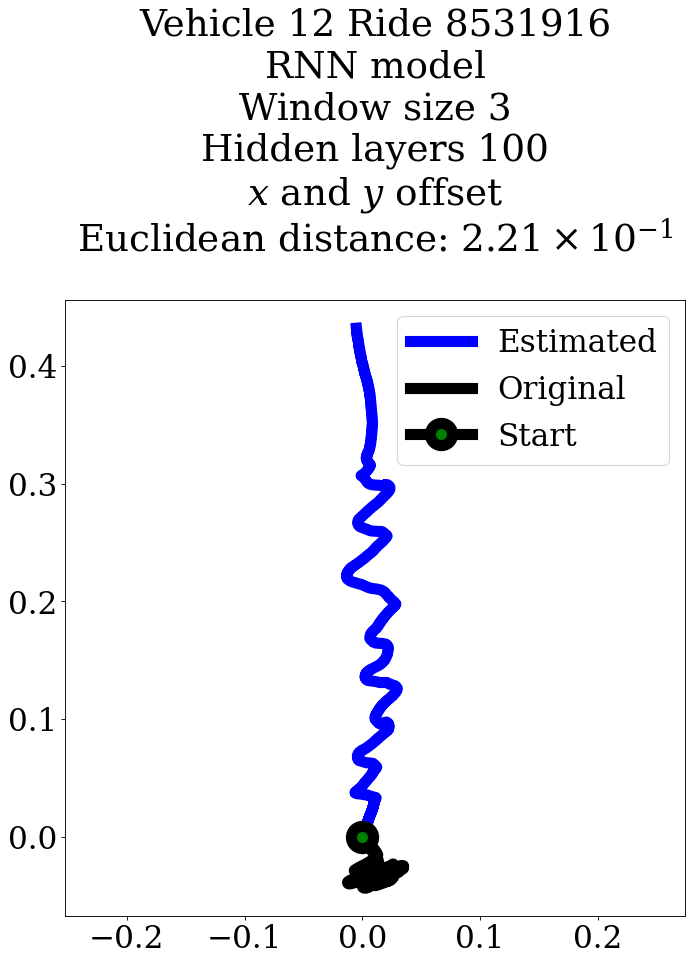 Vehicle 12 Ride 8531916
RNN model
Window size 3
Hidden layers 100
x and y offset
Euclidean distance: 2.21 × 10⁻¹
Estimated
Original
Start
0.4
0.3
0.2
0.1
0.0
−0.2 −0.1 0.0 0.1 0.2